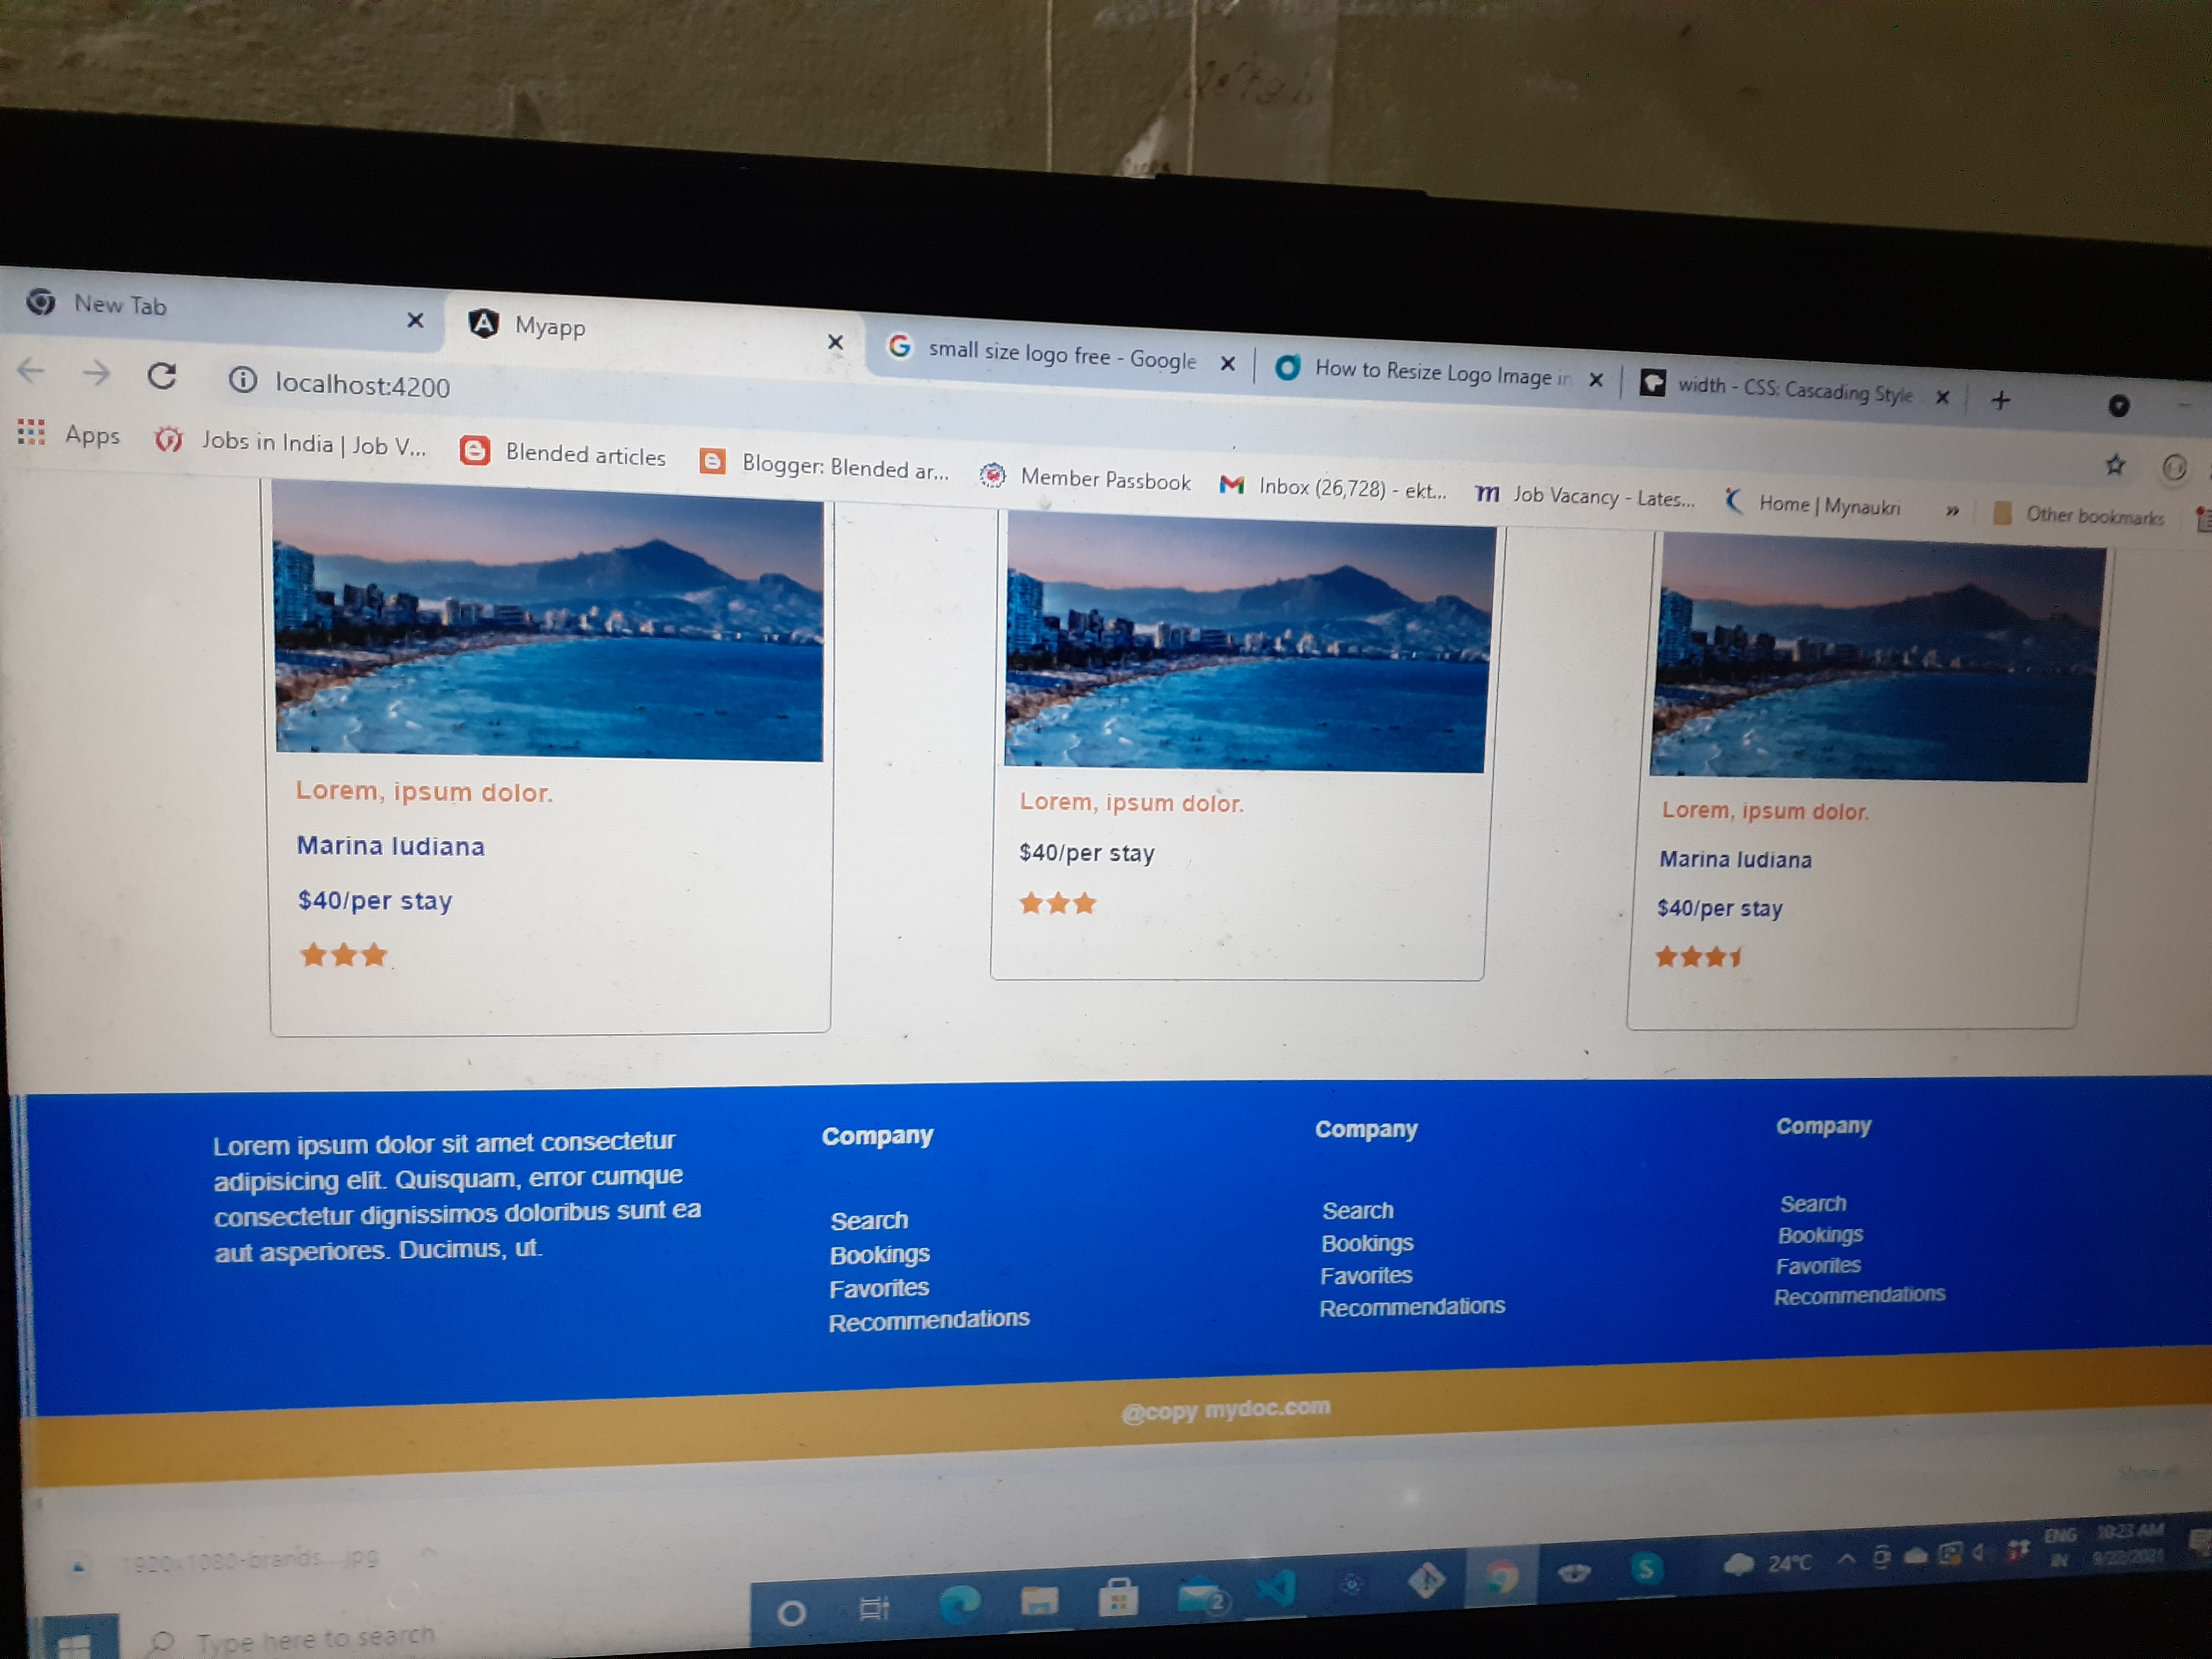 New Tab
Myapp
small size logo free - Google
How to Resize Logo Image in
width - CSS: Cascading Style
localhost:4200
Apps
Jobs in India | Job V...
Blended articles
Blogger: Blended ar...
Member Passbook
Inbox (26,728) - ekt...
m Job Vacancy - Lates...
Home | Mynaukri
»
Other bookmarks
Lorem, ipsum dolor.
Marina ludiana
$40/per stay
Lorem, ipsum dolor.
$40/per stay
Lorem, ipsum dolor.
Marina ludiana
$40/per stay
Lorem ipsum dolor sit amet consectetur
adipisicing elit. Quisquam, error cumque
consectetur dignissimos doloribus sunt ea
aut asperiores. Ducimus, ut.
Company
Search
Bookings
Favorites
Recommendations
Company
Search
Bookings
Favorites
Recommendations
Company
Search
Bookings
Favorites
Recommendations
@copy mydoc.com
Show all
1920x1080-brands....jpg
Type here to search
2
S
24°C
ENG
IN
10:23 AM
9/22/2021